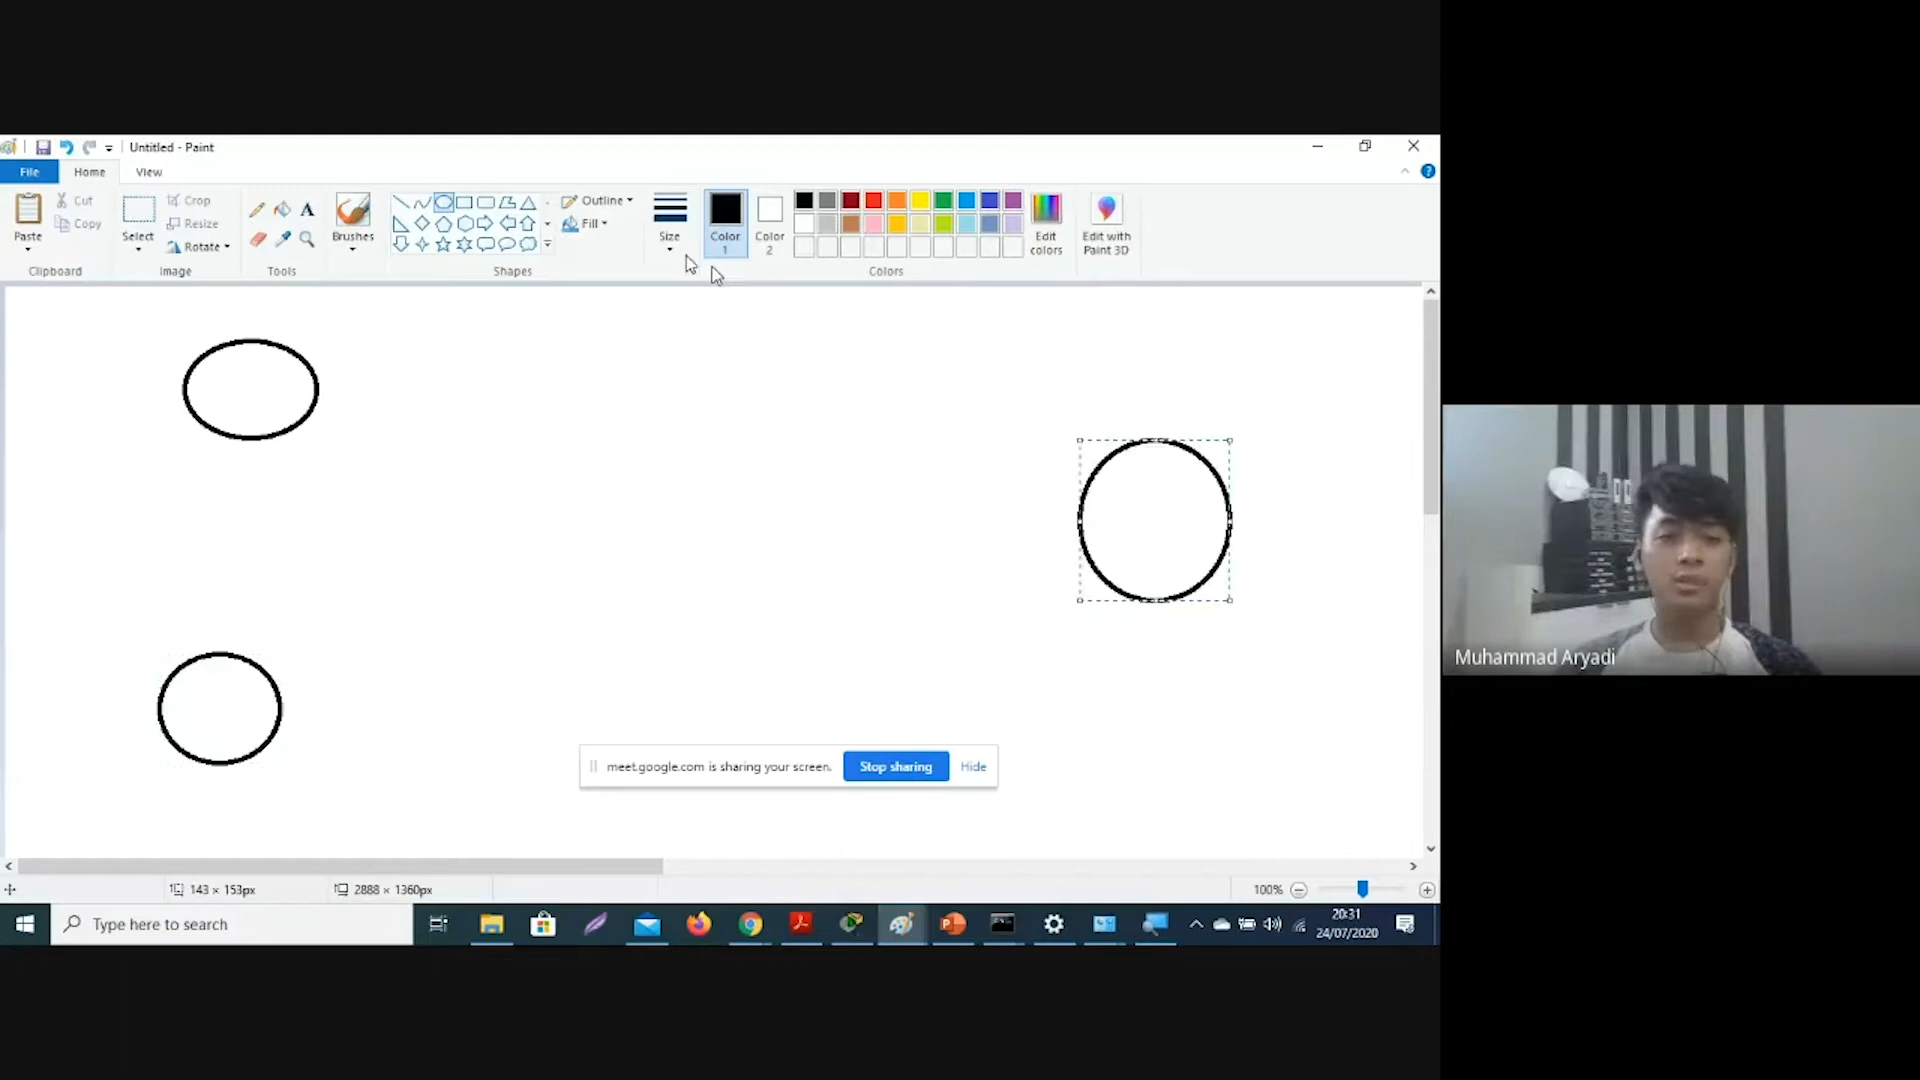 Untitled - Paint
File Home View
Paste
Cut
Copy
Clipboard
Select
Crop
Resize
Rotate
Image
A
Tools
Brushes
Outline
Fill
Shapes
Size
Color
1
Color
2
Colors
Edit
colors
Edit with
Paint 3D
meet.google.com is sharing your screen. Stop sharing Hide
143 × 153px 2888 × 1360px 100%
Type here to search
20:31
24/07/2020
Muhammad Aryadi